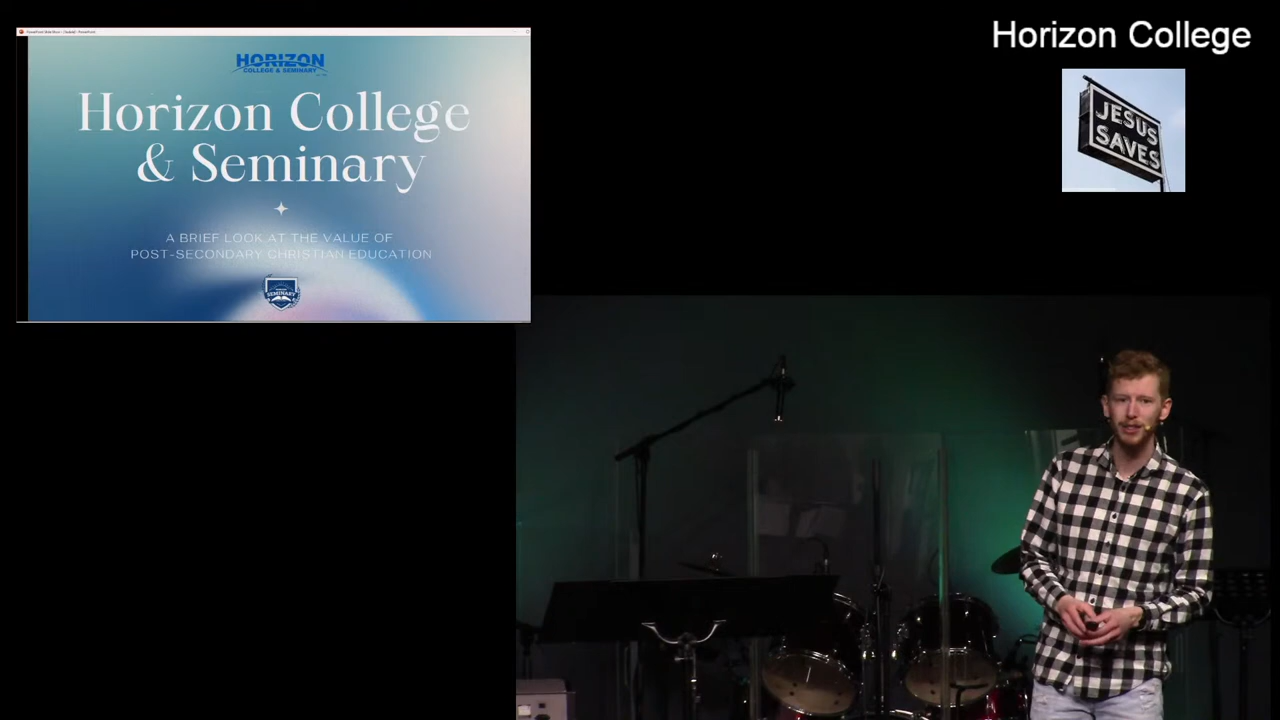 HORIZON
COLLEGE & SEMINARY
Horizon College
& Seminary
A BRIEF LOOK AT THE VALUE OF
POST-SECONDARY CHRISTIAN EDUCATION
SEMINARY
Horizon College
JESUS
SAVES